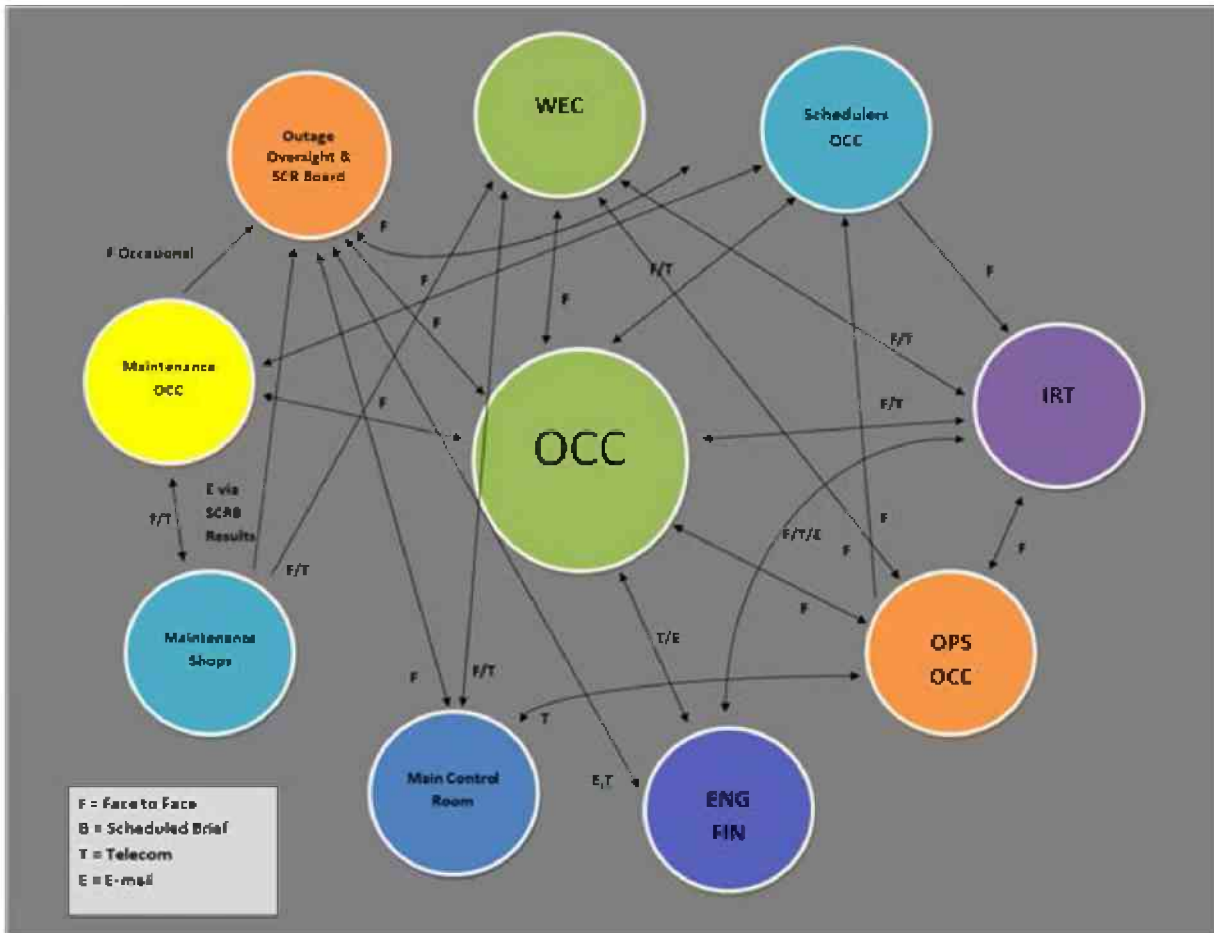 WEC
Schedulers
OCC
Outage
Oversight &
SCR Board
F
F Occasional
F/T
F
F
F
F
F/T
Maintenance
OCC
F/T
IRT
F
OCC
E via
SCRB
Results
F/T
F
F/T/E
F
F
F/T
F
Maintenance
Shops
T/E
OPS
OCC
F
F/T
T
Main Control
Room
E,T
ENG
FIN
F = Face to Face
B = Scheduled Brief
T = Telecom
E = E-mail